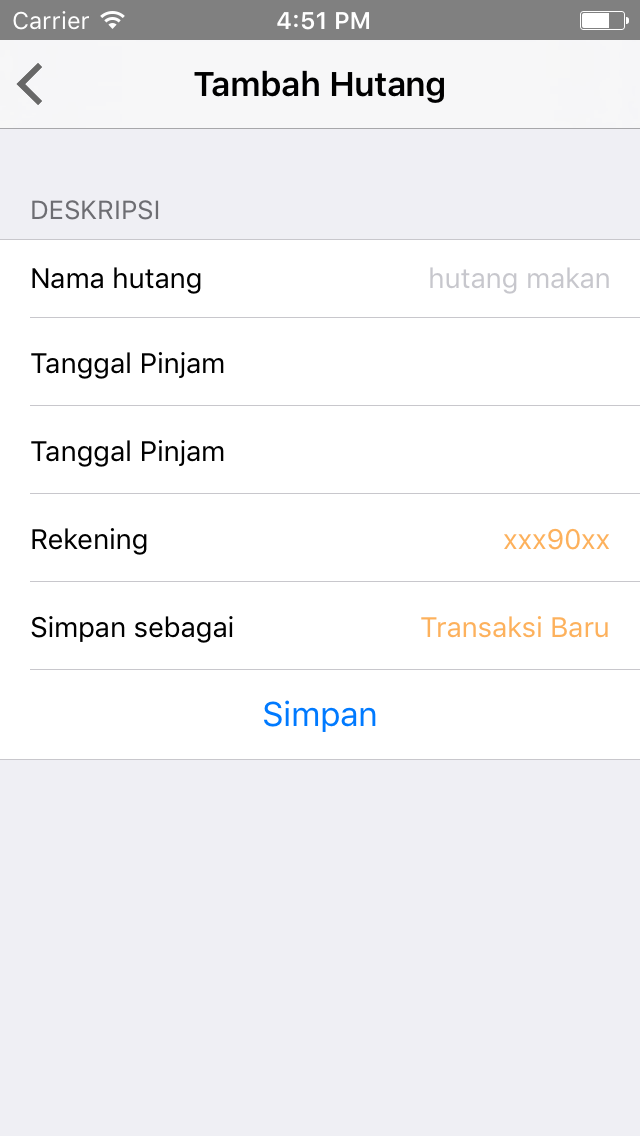 Carrier 4:51 PM
Tambah Hutang
DESKRIPSI
Nama hutang hutang makan
Tanggal Pinjam
Tanggal Pinjam
Rekening xxx90xx
Simpan sebagai Transaksi Baru
Simpan